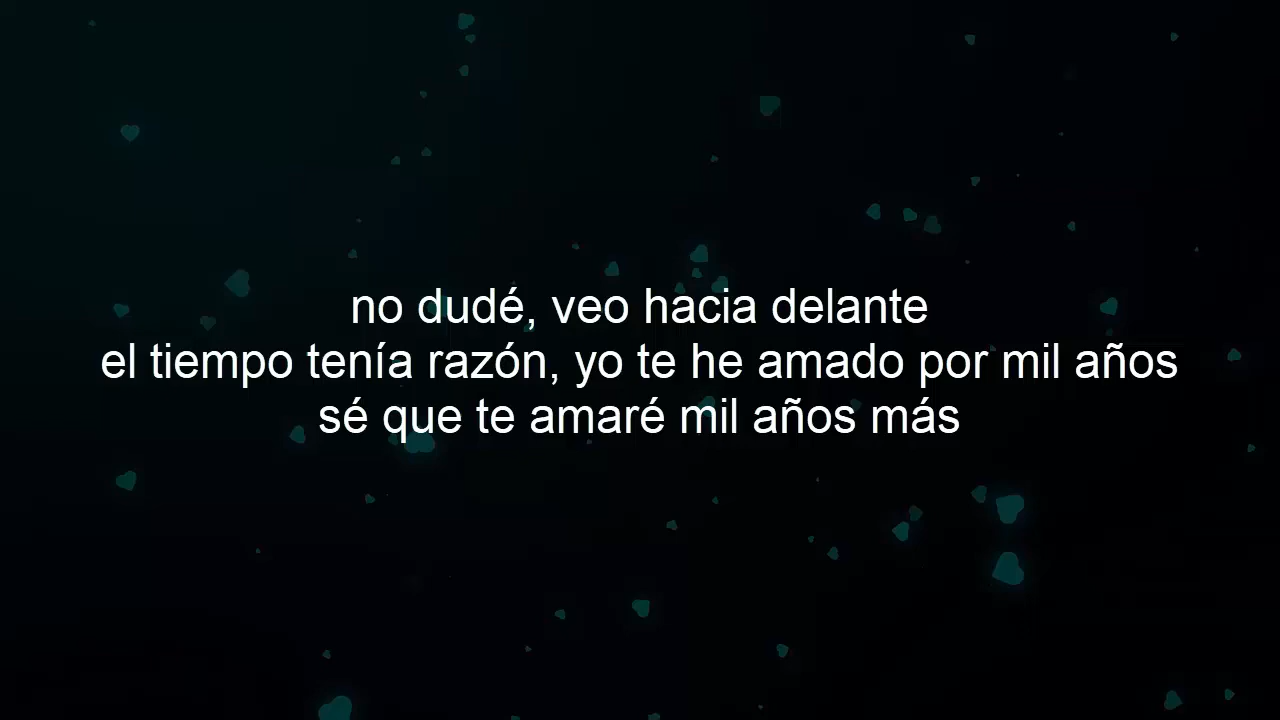 no dudé, veo hacia delante
el tiempo tenía razón, yo te he amado por mil años
sé que te amaré mil años más